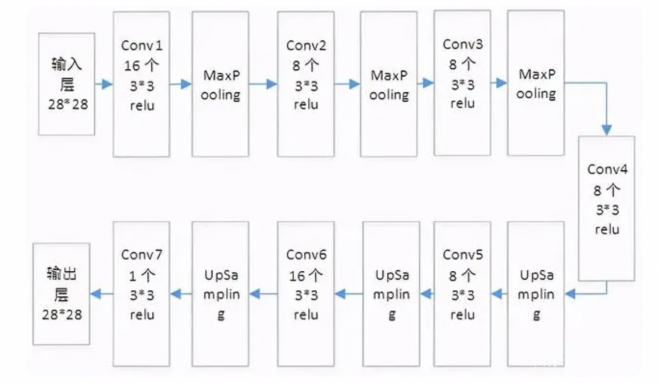 输入
层
28*28
Conv1
16 个
3*3
relu
MaxP
ooling
Conv2
8 个
3*3
relu
MaxP
ooling
Conv3
8 个
3*3
relu
MaxP
ooling
Conv4
8 个
3*3
relu
UpSa
mplin
g
Conv5
8 个
3*3
relu
UpSa
mplin
g
Conv6
16 个
3*3
relu
UpSa
mplin
g
Conv7
1 个
3*3
relu
输出
层
28*28